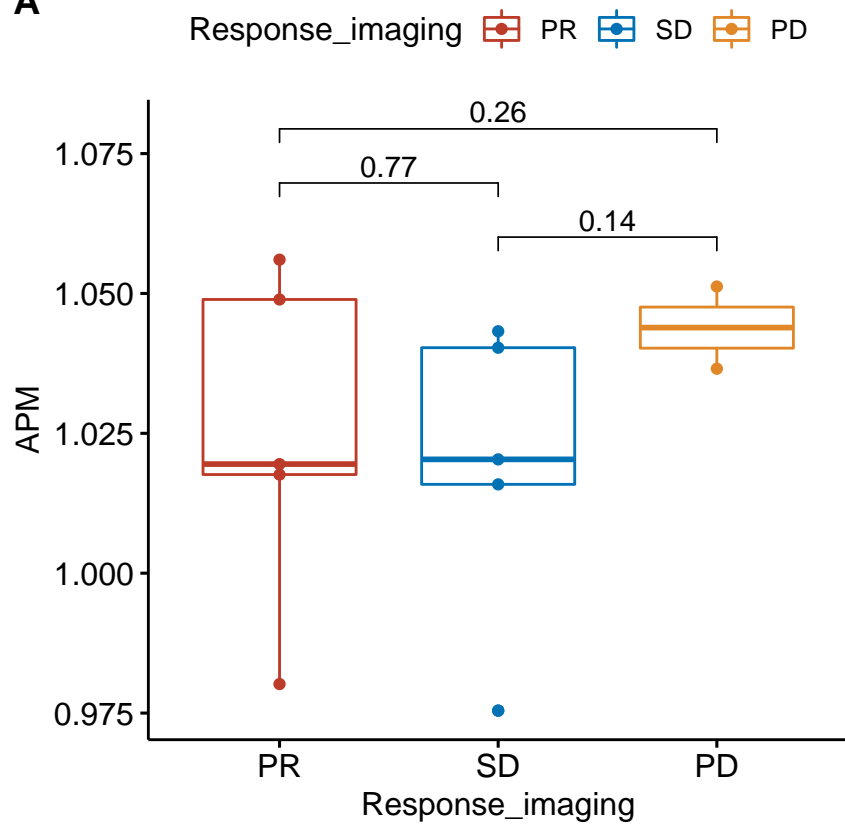 A
Response_imaging PR SD PD
0.26
1.075
0.77
0.14
1.050
1.025
APM
1.000
0.975
PR SD PD
Response_imaging